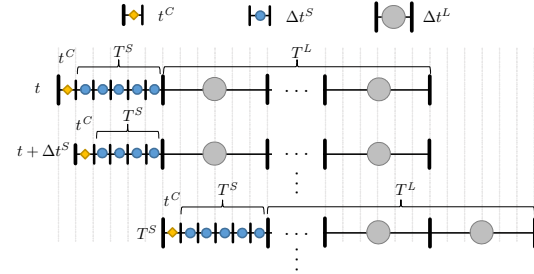 t^C Δt^S Δt^L
t^C T^S T^L
t . . .
t^C T^S
t + Δt^S . . .
t^C T^S T^L
T^S . . .